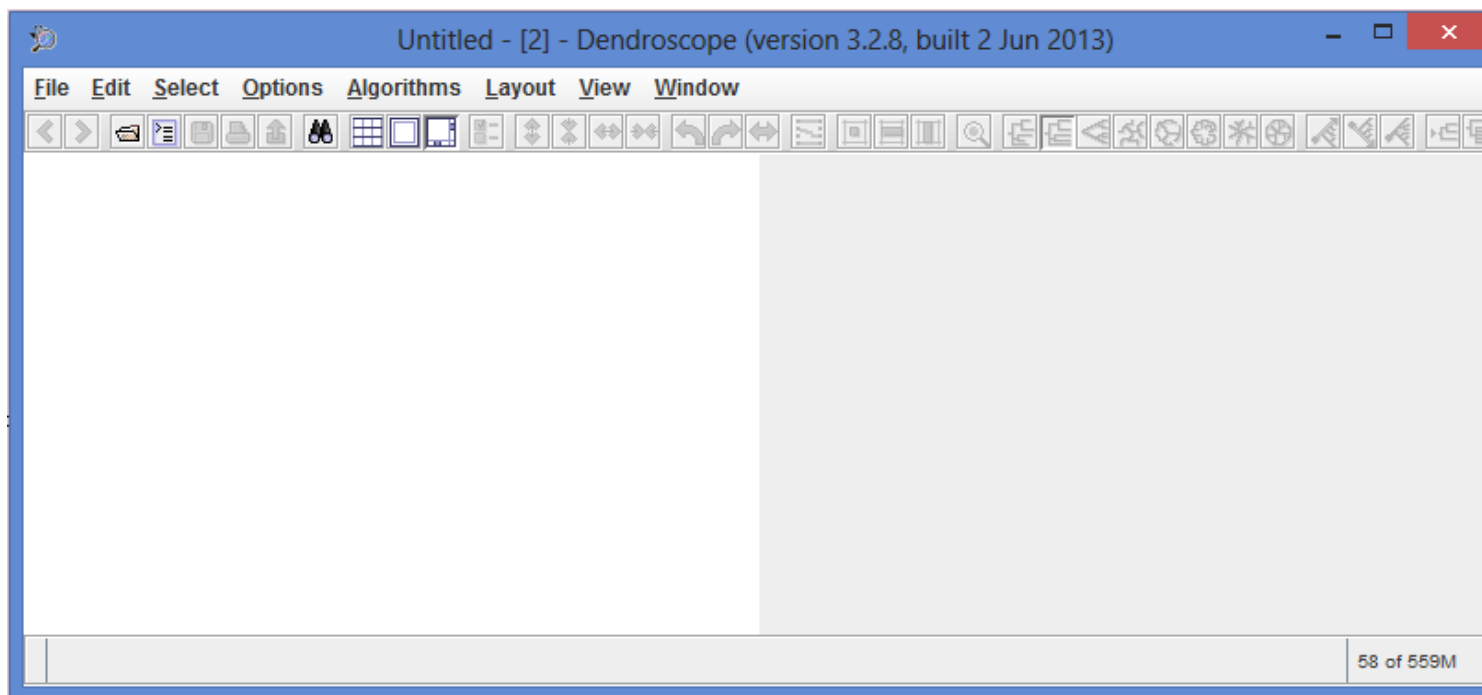 Untitled - [2] - Dendroscope (version 3.2.8, built 2 Jun 2013)
File Edit Select Options Algorithms Layout View Window
58 of 559M